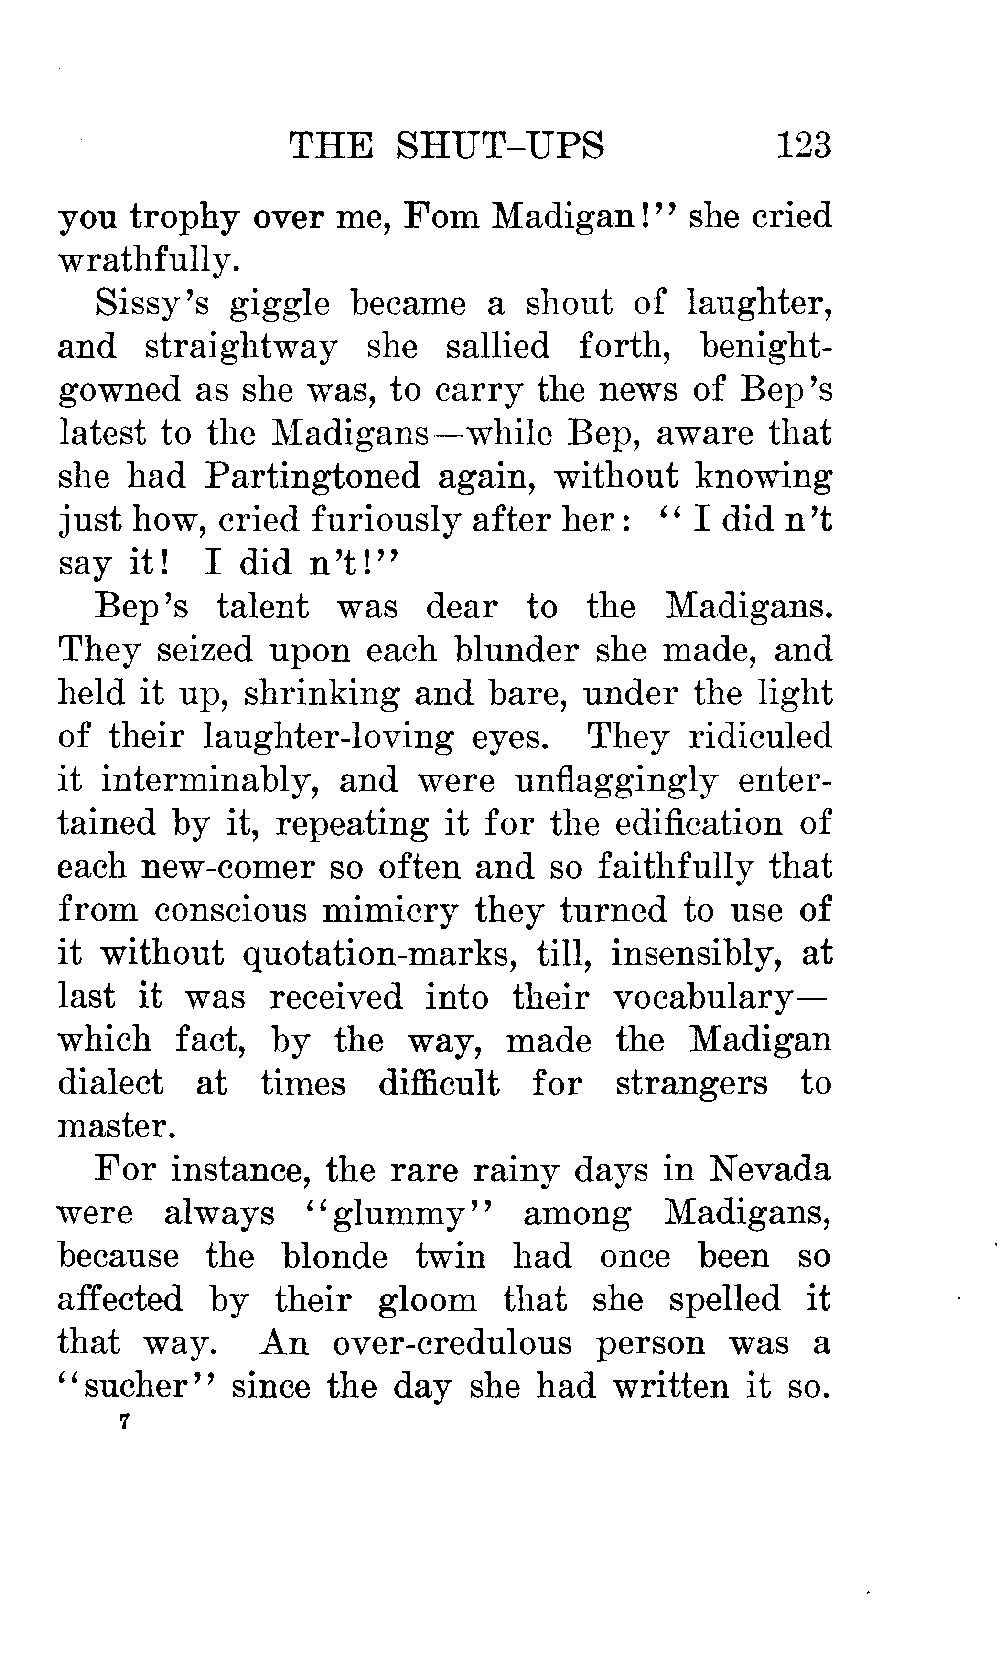 THE SHUT-UPS 123
you trophy over me, Fom Madigan!" she cried
wrathfully.
Sissy's giggle became a shout of laughter,
and straightway she sallied forth, benight-
gowned as she was, to carry the news of Bep's
latest to the Madigans—while Bep, aware that
she had Partingtoned again, without knowing
just how, cried furiously after her: "I did n't
say it! I did n't!"
Bep's talent was dear to the Madigans.
They seized upon each blunder she made, and
held it up, shrinking and bare, under the light
of their laughter-loving eyes. They ridiculed
it interminably, and were unflaggingly enter-
tained by it, repeating it for the edification of
each new-comer so often and so faithfully that
from conscious mimicry they turned to use of
it without quotation-marks, till, insensibly, at
last it was received into their vocabulary—
which fact, by the way, made the Madigan
dialect at times difficult for strangers to
master.
For instance, the rare rainy days in Nevada
were always "glummy" among Madigans,
because the blonde twin had once been so
affected by their gloom that she spelled it
that way. An over-credulous person was a
"sucher" since the day she had written it so.
7